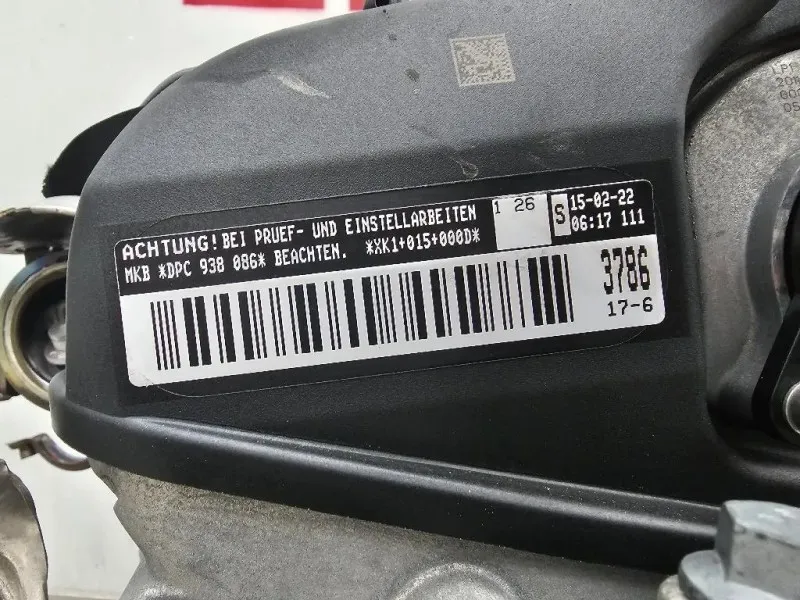 ACHTUNG! BEI PRUEF- UND EINSTELLARBEITEN
MKB *DPC 938 086* BEACHTEN. *XK1+015+000D*
1 26
S
15-02-22
06:17 111
3786
17-6